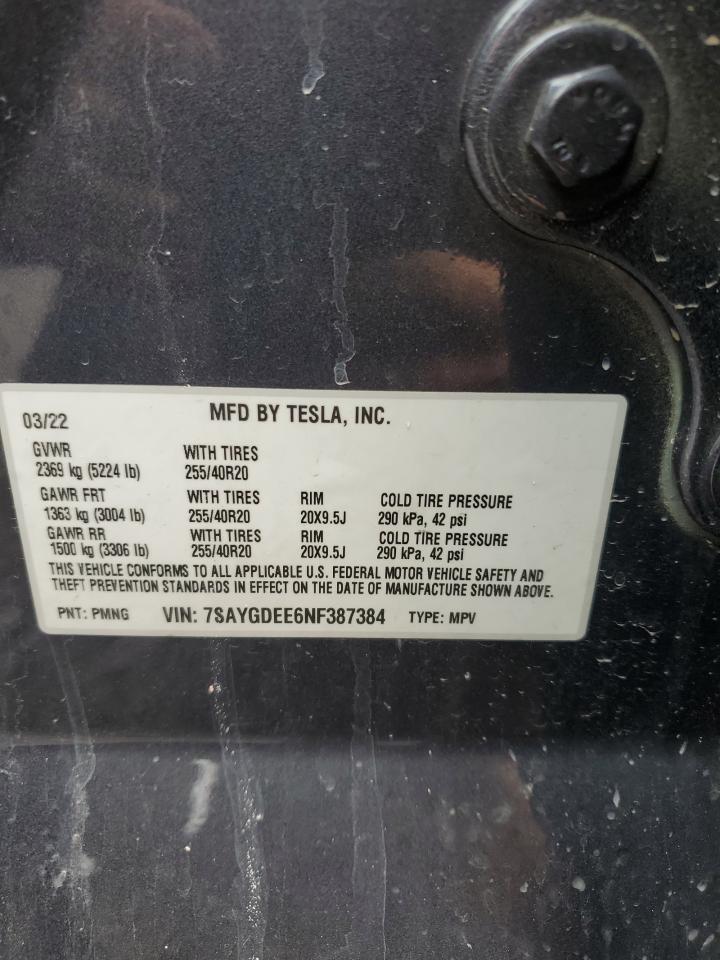 03/22 MFD BY TESLA, INC.
GVWR WITH TIRES
2369 kg (5224 lb) 255/40R20
GAWR FRT WITH TIRES RIM COLD TIRE PRESSURE
1363 kg (3004 lb) 255/40R20 20X9.5J 290 kPa, 42 psi
GAWR RR WITH TIRES RIM COLD TIRE PRESSURE
1500 kg (3306 lb) 255/40R20 20X9.5J 290 kPa, 42 psi
THIS VEHICLE CONFORMS TO ALL APPLICABLE U.S. FEDERAL MOTOR VEHICLE SAFETY AND
THEFT PREVENTION STANDARDS IN EFFECT ON THE DATE OF MANUFACTURE SHOWN ABOVE.
PNT: PMNG VIN: 7SAYGDEE6NF387384 TYPE: MPV